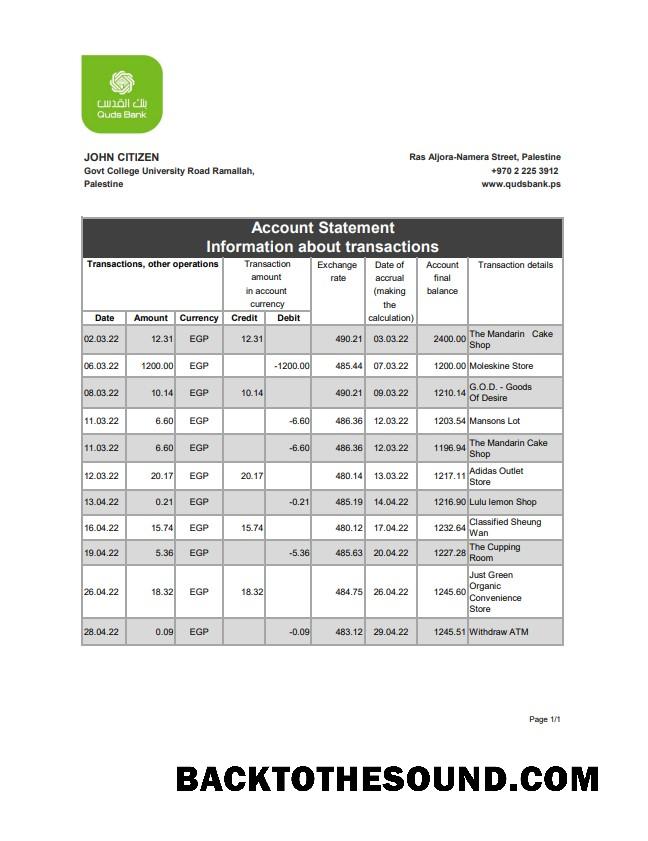 بنك القدس
Quds Bank
JOHN CITIZEN
Govt College University Road Ramallah,
Palestine
Ras Aljora-Namera Street, Palestine
+970 2 225 3912
www.qudsbank.ps
Account Statement
Information about transactions
Transactions, other operations
Transaction
amount
in account
currency
Exchange
rate
Date of
accrual
(making
the
calculation)
Account
final
balance
Transaction details
Date Amount Currency Credit Debit
02.03.22 12.31 EGP 12.31 490.21 03.03.22 2400.00 The Mandarin Cake
Shop
06.03.22 1200.00 EGP -1200.00 485.44 07.03.22 1200.00 Moleskine Store
08.03.22 10.14 EGP 10.14 490.21 09.03.22 1210.14 G.O.D. - Goods
Of Desire
11.03.22 6.60 EGP -6.60 486.36 12.03.22 1203.54 Mansons Lot
11.03.22 6.60 EGP -6.60 486.36 12.03.22 1196.94 The Mandarin Cake
Shop
12.03.22 20.17 EGP 20.17 480.14 13.03.22 1217.11 Adidas Outlet
Store
13.04.22 0.21 EGP -0.21 485.19 14.04.22 1216.90 Lulu lemon Shop
16.04.22 15.74 EGP 15.74 480.12 17.04.22 1232.64 Classified Sheung
Wan
19.04.22 5.36 EGP -5.36 485.63 20.04.22 1227.28 The Cupping
Room
26.04.22 18.32 EGP 18.32 484.75 26.04.22 1245.60 Just Green
Organic
Convenience
Store
28.04.22 0.09 EGP -0.09 483.12 29.04.22 1245.51 Withdraw ATM
Page 1/1
BACKTOTHESOUND.COM